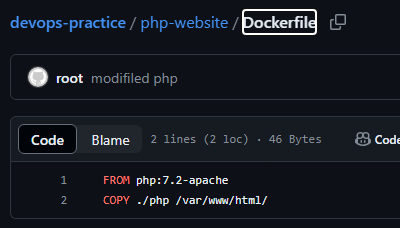 devops-practice / php-website / Dockerfile
root modifiled php
Code Blame 2 lines (2 loc) · 46 Bytes Code
1 FROM php:7.2-apache
2 COPY ./php /var/www/html/